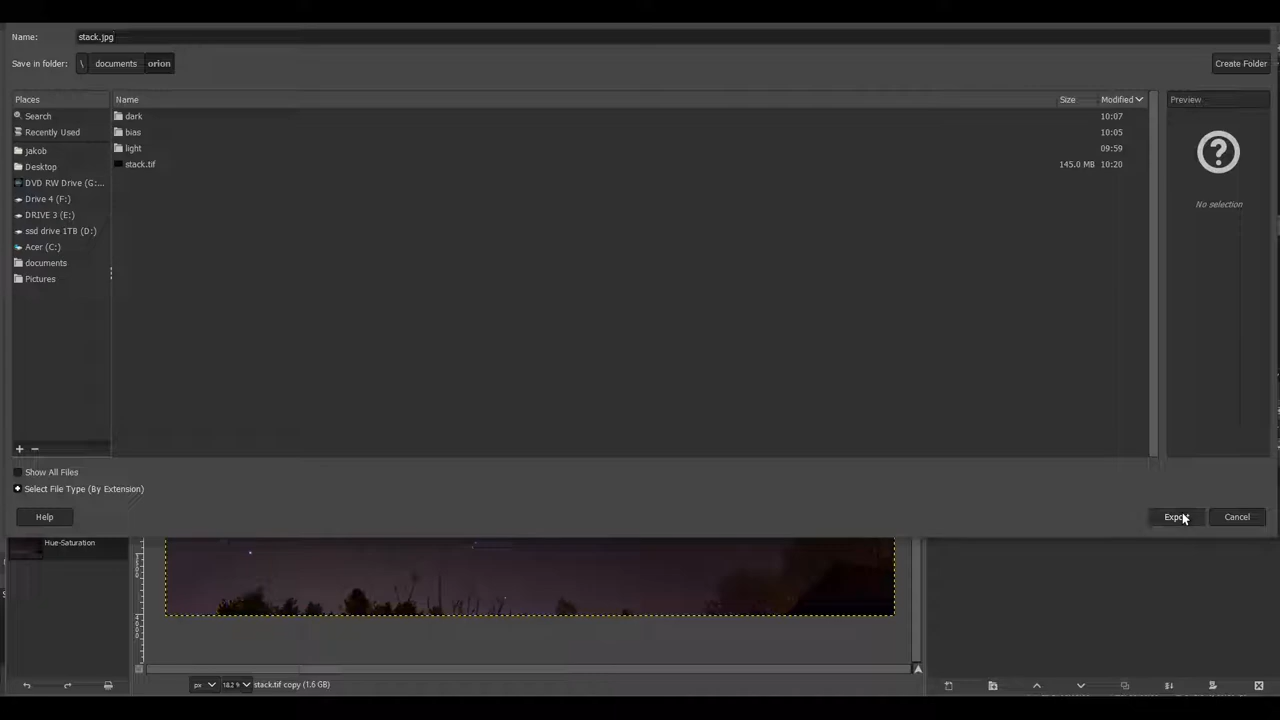 Name: stack.jpg
Save in folder: \ documents orion Create Folder
Places Name Size Modified Preview
Search dark 10:07
Recently Used bias 10:05
jakob light 09:59
Desktop stack.tif 145.0 MB 10:20
DVD RW Drive (G:...
Drive 4 (F:)
DRIVE 3 (E:)
ssd drive 1TB (D:)
Acer (C:)
documents
Pictures
No selection
Show All Files
Select File Type (By Extension)
Help Export Cancel
Hue-Saturation
px 18.2 % stack.tif copy (1.6 GB)